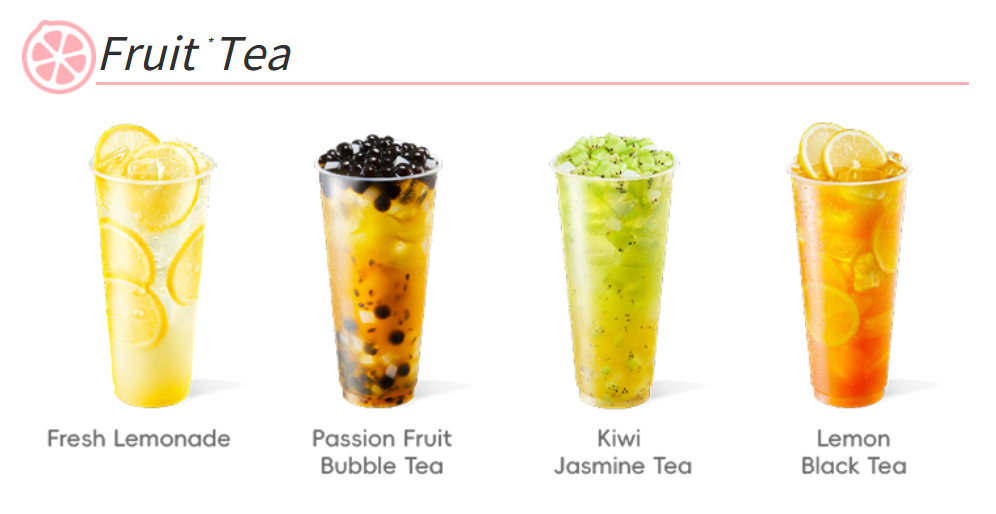 Fruit * Tea
Fresh Lemonade
Passion Fruit
Bubble Tea
Kiwi
Jasmine Tea
Lemon
Black Tea